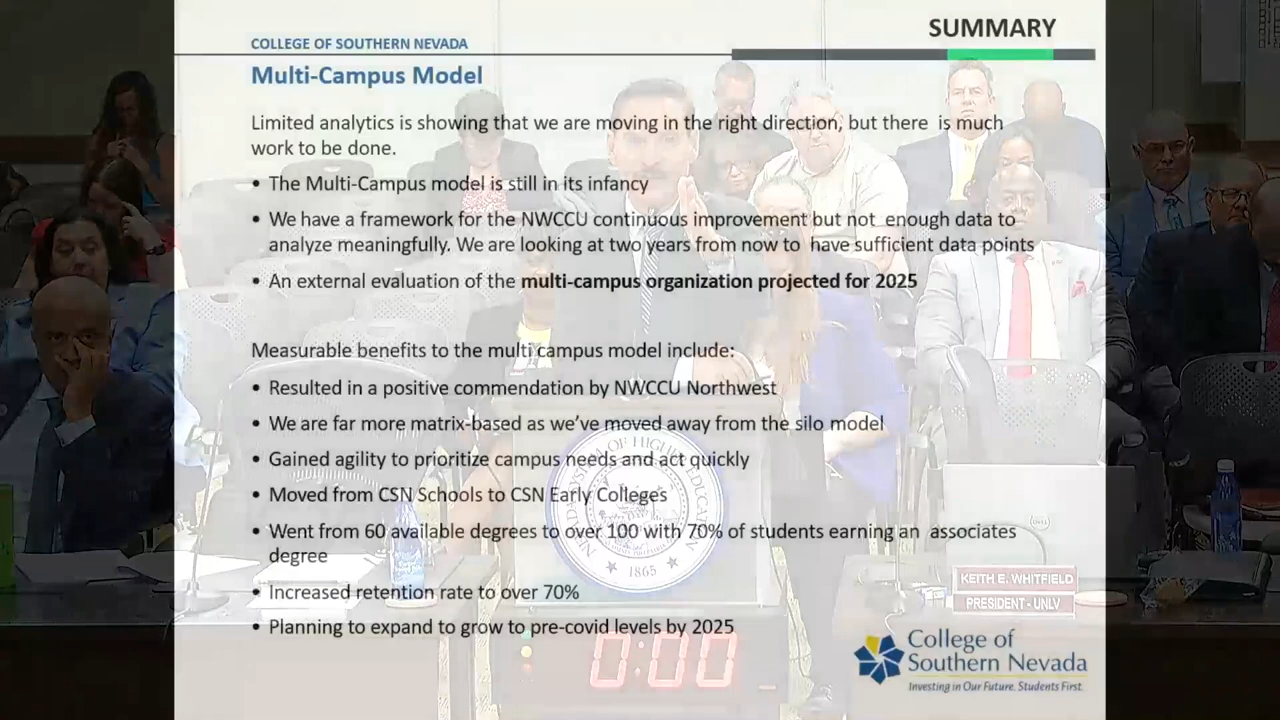 SUMMARY
COLLEGE OF SOUTHERN NEVADA
Multi-Campus Model
Limited analytics is showing that we are moving in the right direction, but there is much
work to be done.
• The Multi-Campus model is still in its infancy
• We have a framework for the NWCCU continuous improvement but not enough data to
analyze meaningfully. We are looking at two years from now to have sufficient data points
• An external evaluation of the multi-campus organization projected for 2025
Measurable benefits to the multi campus model include:
• Resulted in a positive commendation by NWCCU Northwest
• We are far more matrix-based as we've moved away from the silo model
• Gained agility to prioritize campus needs and act quickly
• Moved from CSN Schools to CSN Early Colleges
• Went from 60 available degrees to over 100 with 70% of students earning an associates
degree
• Increased retention rate to over 70%
• Planning to expand to grow to pre-covid levels by 2025
NEVADA SYSTEM OF HIGHER EDUCATION
1865
DELL
KEITH E. WHITFIELD
PRESIDENT - UNLV
0:00
College of
Southern Nevada
Investing in Our Future. Students First.